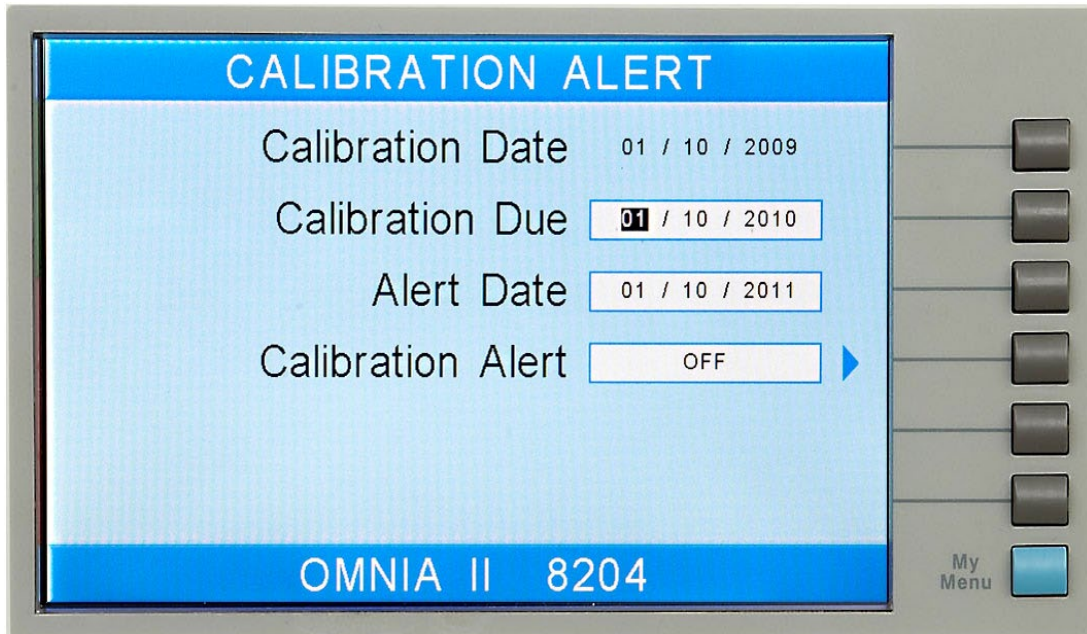 CALIBRATION ALERT
Calibration Date 01 / 10 / 2009
Calibration Due 01 / 10 / 2010
Alert Date 01 / 10 / 2011
Calibration Alert OFF
OMNIA II 8204
My
Menu